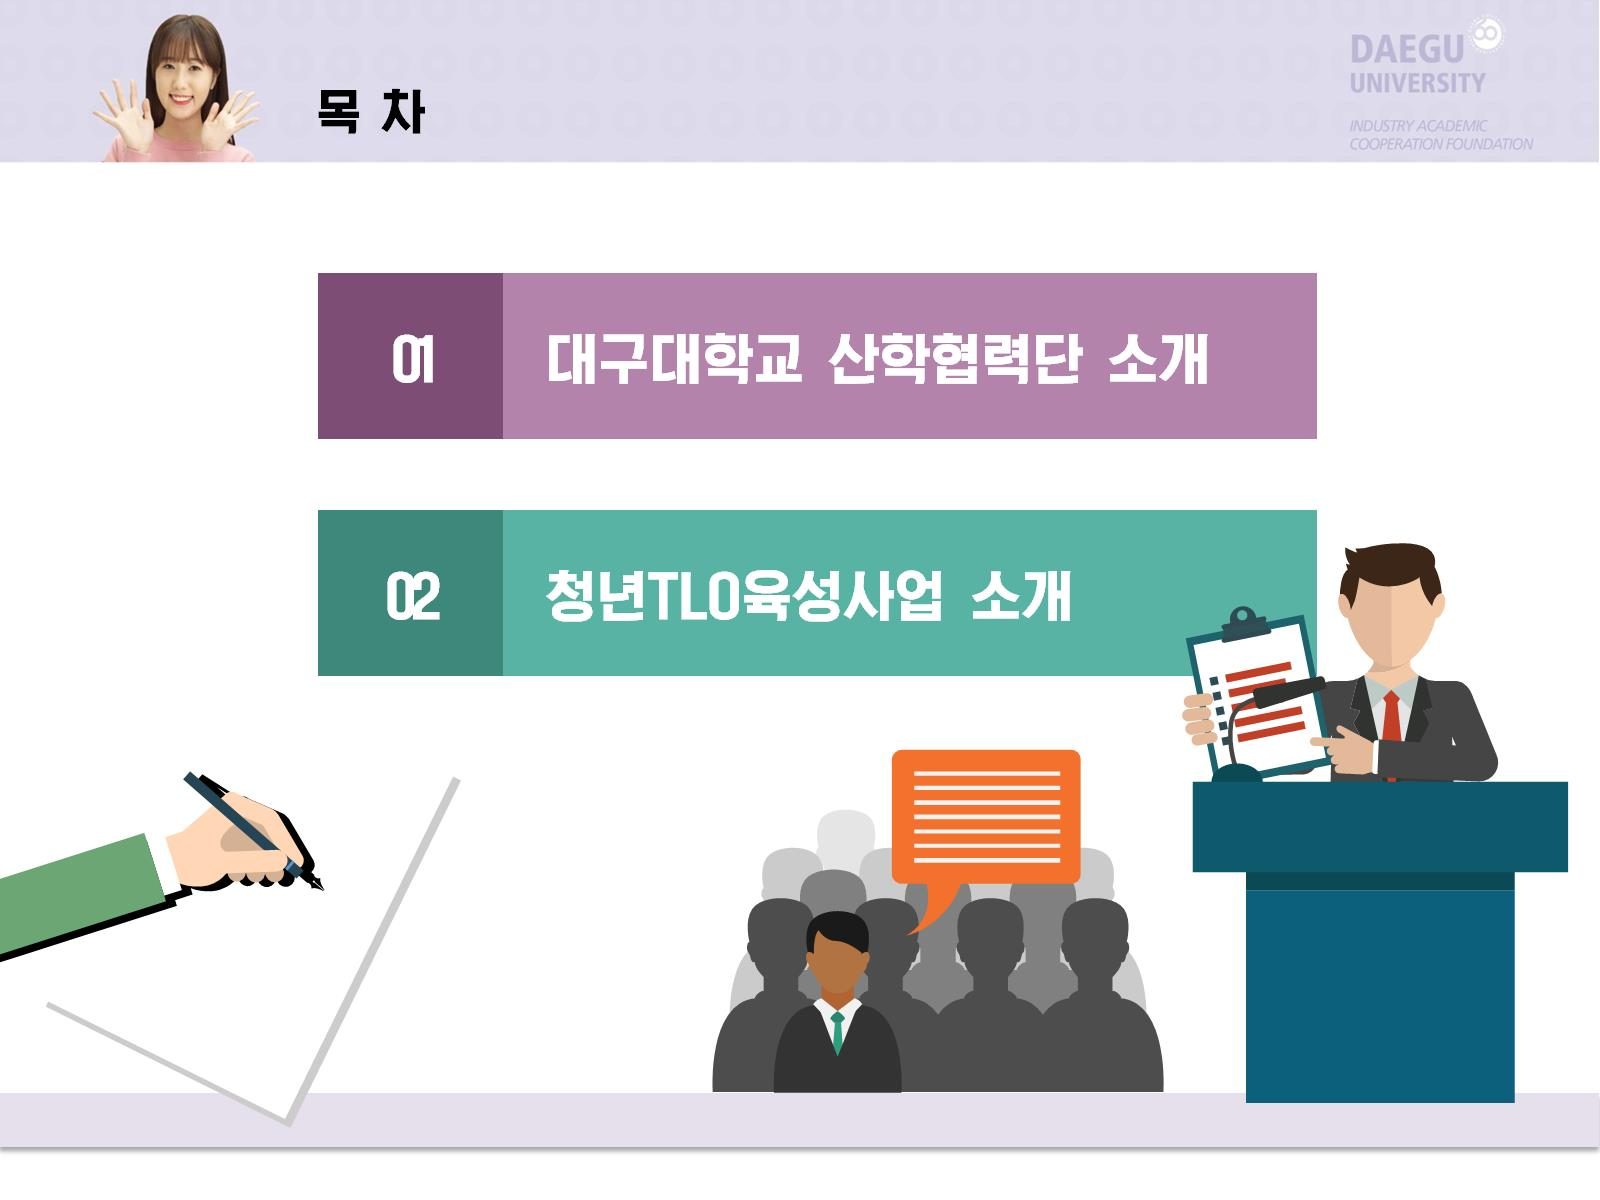 목 차
DAEGU
UNIVERSITY
INDUSTRY ACADEMIC
COOPERATION FOUNDATION
01 대구대학교 산학협력단 소개
02 청년TLO육성사업 소개